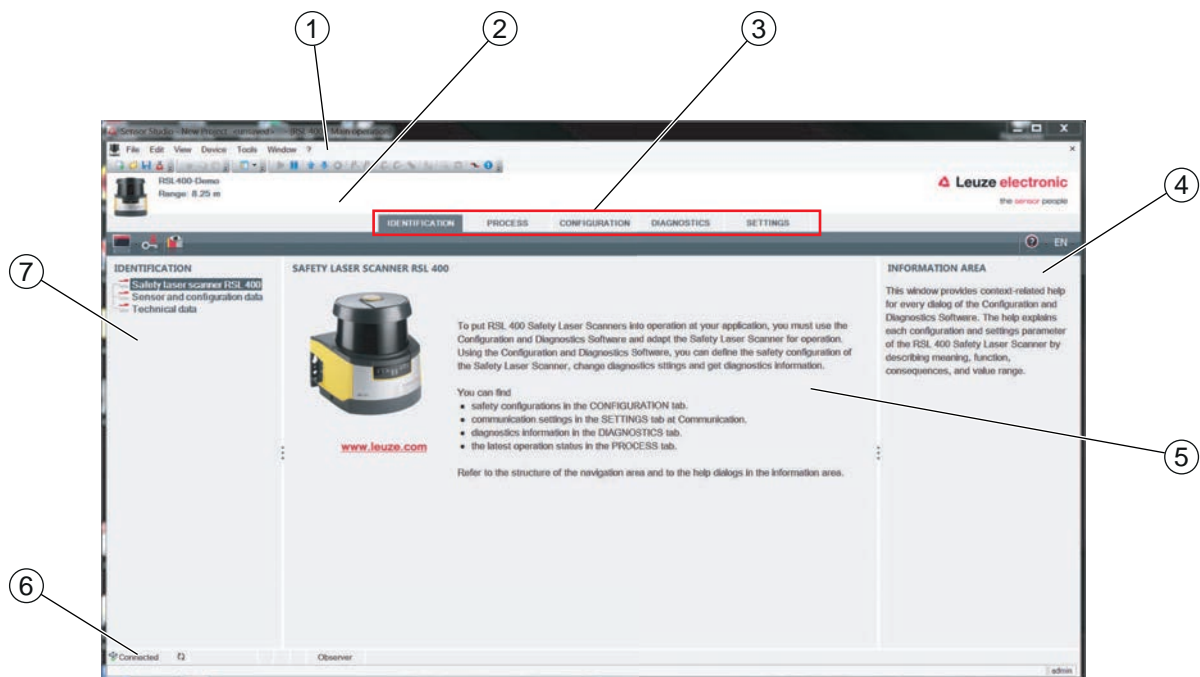 1
2
3
Sensor Studio - New Project <unsaved> - [RSL 400 - Main operation
File Edit View Device Tools Window ?
RSL400-Demo
Range: 8.25 m
Leuze electronic
the sensor people
4
IDENTIFICATION PROCESS CONFIGURATION DIAGNOSTICS SETTINGS
EN
7
IDENTIFICATION
Safety laser scanner RSL 400
Sensor and configuration data
Technical data
SAFETY LASER SCANNER RSL 400
To put RSL 400 Safety Laser Scanners into operation at your application, you must use the
Configuration and Diagnostics Software and adapt the Safety Laser Scanner for operation.
Using the Configuration and Diagnostics Software, you can define the safety configuration of
the Safety Laser Scanner, change diagnostics sttings and get diagnostics information.
You can find
• safety configurations in the CONFIGURATION tab.
• communication settings in the SETTINGS tab at Communication.
• diagnostics information in the DIAGNOSTICS tab.
• the latest operation status in the PROCESS tab.
www.leuze.com
Refer to the structure of the navigation area and to the help dialogs in the information area.
INFORMATION AREA
This window provides context-related help
for every dialog of the Configuration and
Diagnostics Software. The help explains
each configuration and settings parameter
of the RSL 400 Safety Laser Scanner by
describing meaning, function,
consequences, and value range.
5
6
Connected
Observer
admin